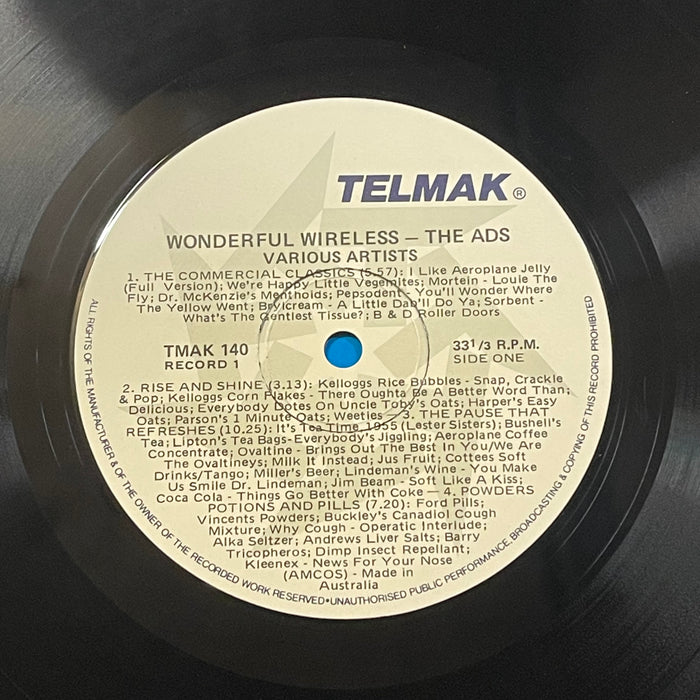 TELMAK®
WONDERFUL WIRELESS — THE ADS
VARIOUS ARTISTS
1. THE COMMERCIAL CLASSICS (5.57): I Like Aeroplane Jelly
(Full Version); We're Happy Little Vegemites; Mortein - Louie The
Fly; Dr. McKenzie's Menthoids; Pepsodent - You'll Wonder Where
The Yellow Went; Brylcream - A Little Dab'll Do Ya; Sorbent -
What's The Gentlest Tissue?; B & D Roller Doors
TMAK 140
RECORD 1
33 1/3 R.P.M.
SIDE ONE
2. RISE AND SHINE (3.13): Kelloggs Rice Bubbles - Snap, Crackle
& Pop; Kelloggs Corn Flakes - There Oughta Be A Better Word Than;
Delicious; Everybody Dotes On Uncle Toby's Oats; Harper's Easy
Oats; Parson's 1 Minute Oats; Weeties — 3. THE PAUSE THAT
REFRESHES (10.25): It's Tea Time, 1955 (Lester Sisters); Bushell's
Tea; Lipton's Tea Bags-Everybody's Jiggling; Aeroplane Coffee
Concentrate; Ovaltine - Brings Out The Best In You/We Are
The Ovaltineys; Milk It Instead; Jus Fruit; Cottees Soft
Drinks/Tango; Miller's Beer; Lindeman's Wine - You Make
Us Smile Dr. Lindeman; Jim Beam - Soft Like A Kiss;
Coca Cola - Things Go Better With Coke — 4. POWDERS
POTIONS AND PILLS (7.20): Ford Pills;
Vincents Powders; Buckley's Canadiol Cough
Mixture; Why Cough - Operatic Interlude;
Alka Seltzer; Andrews Liver Salts; Barry
Tricopheros; Dimp Insect Repellant;
Kleenex - News For Your Nose
(AMCOS) - Made in
Australia
ALL RIGHTS OF THE MANUFACTURER & OF THE OWNER OF THE RECORDED WORK RESERVED•UNAUTHORISED PUBLIC PERFORMANCE, BROADCASTING & COPYING OF THIS RECORD PROHIBITED